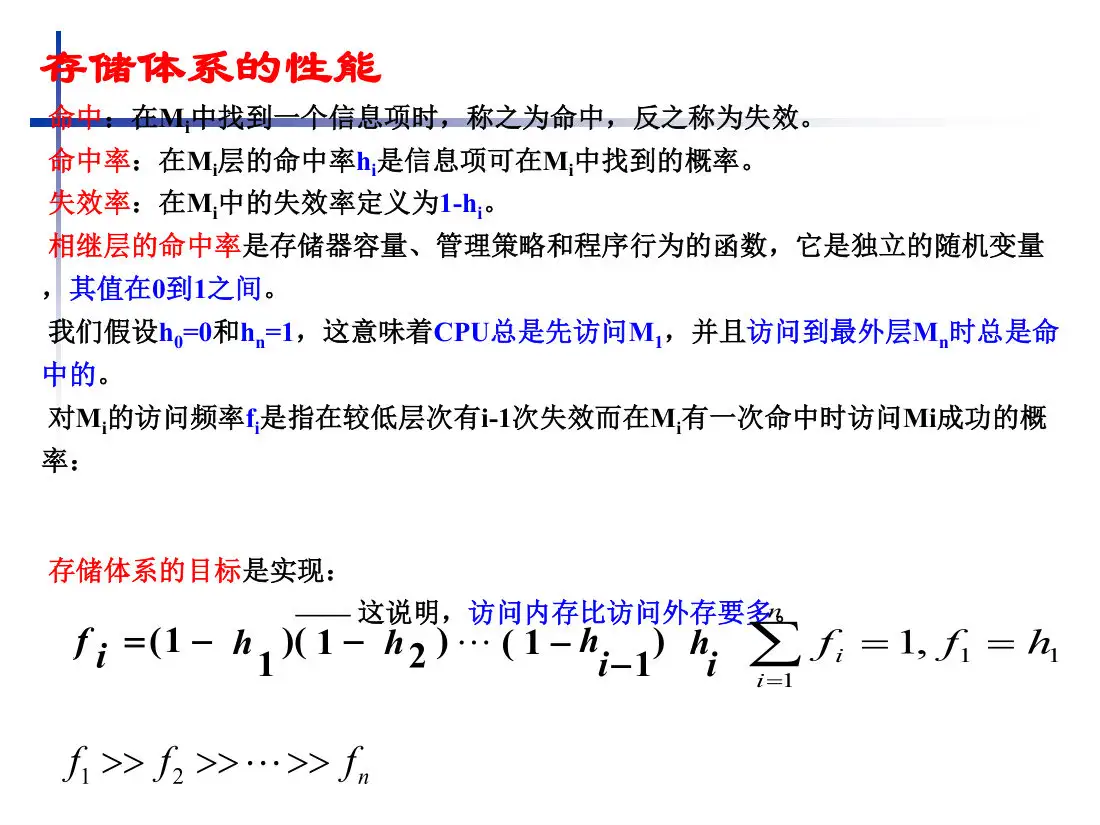 存储体系的性能
命中：在Mi中找到一个信息项时，称之为命中，反之称为失效。
命中率：在Mi层的命中率hi是信息项可在Mi中找到的概率。
失效率：在Mi中的失效率定义为1-hi。
相继层的命中率是存储器容量、管理策略和程序行为的函数，它是独立的随机变量
，其值在0到1之间。
我们假设h0=0和hn=1，这意味着CPU总是先访问M1，并且访问到最外层Mn时总是命
中的。
对Mi的访问频率fi是指在较低层次有i-1次失效而在Mi有一次命中时访问Mi成功的概
率：
存储体系的目标是实现：
—— 这说明，访问内存比访问外存要多。
f i =(1 − h1)( 1 − h2 ) ⋯ ( 1 − hi−1) hi ∑_{i=1}^{n} fi = 1, f1 = h1
f1 >> f2 >> ⋯ >> fn